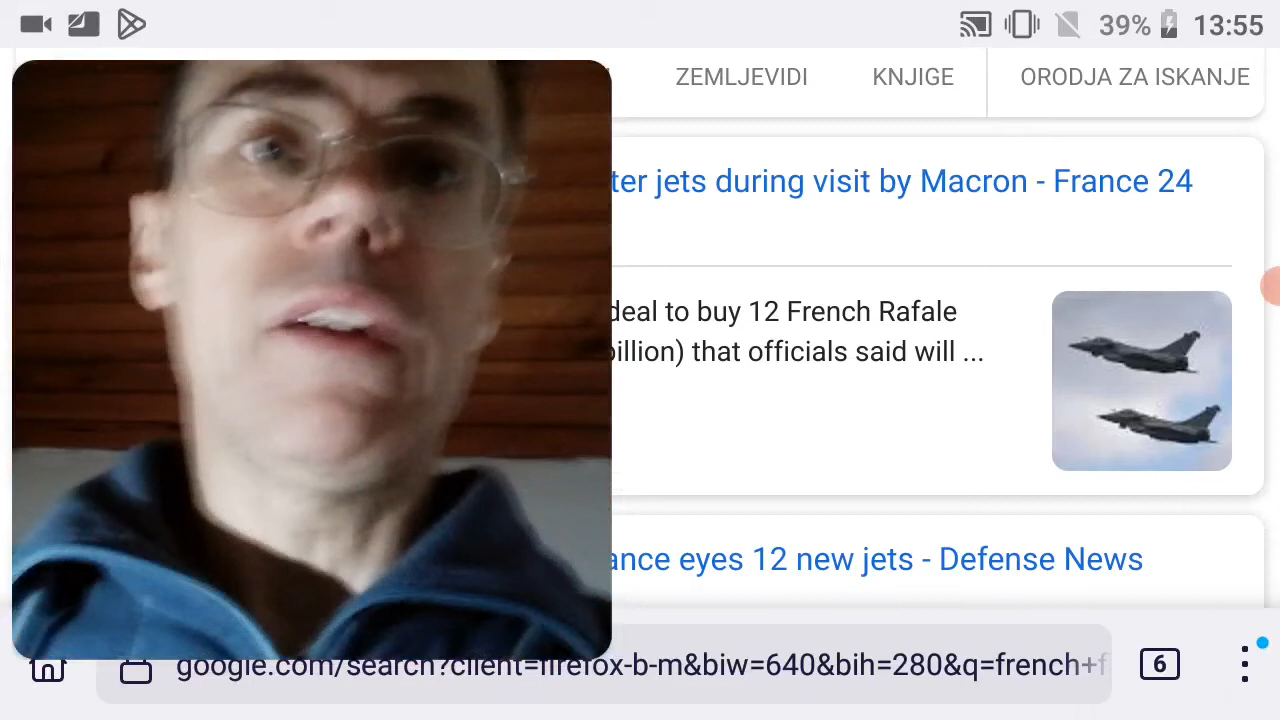 39% 13:55
ZEMLJEVIDI KNJIGE ORODJA ZA ISKANJE
ter jets during visit by Macron - France 24
deal to buy 12 French Rafale
billion) that officials said will ...
ance eyes 12 new jets - Defense News
google.com/search?client=firefox-b-m&biw=640&bih=280&q=french+f
6